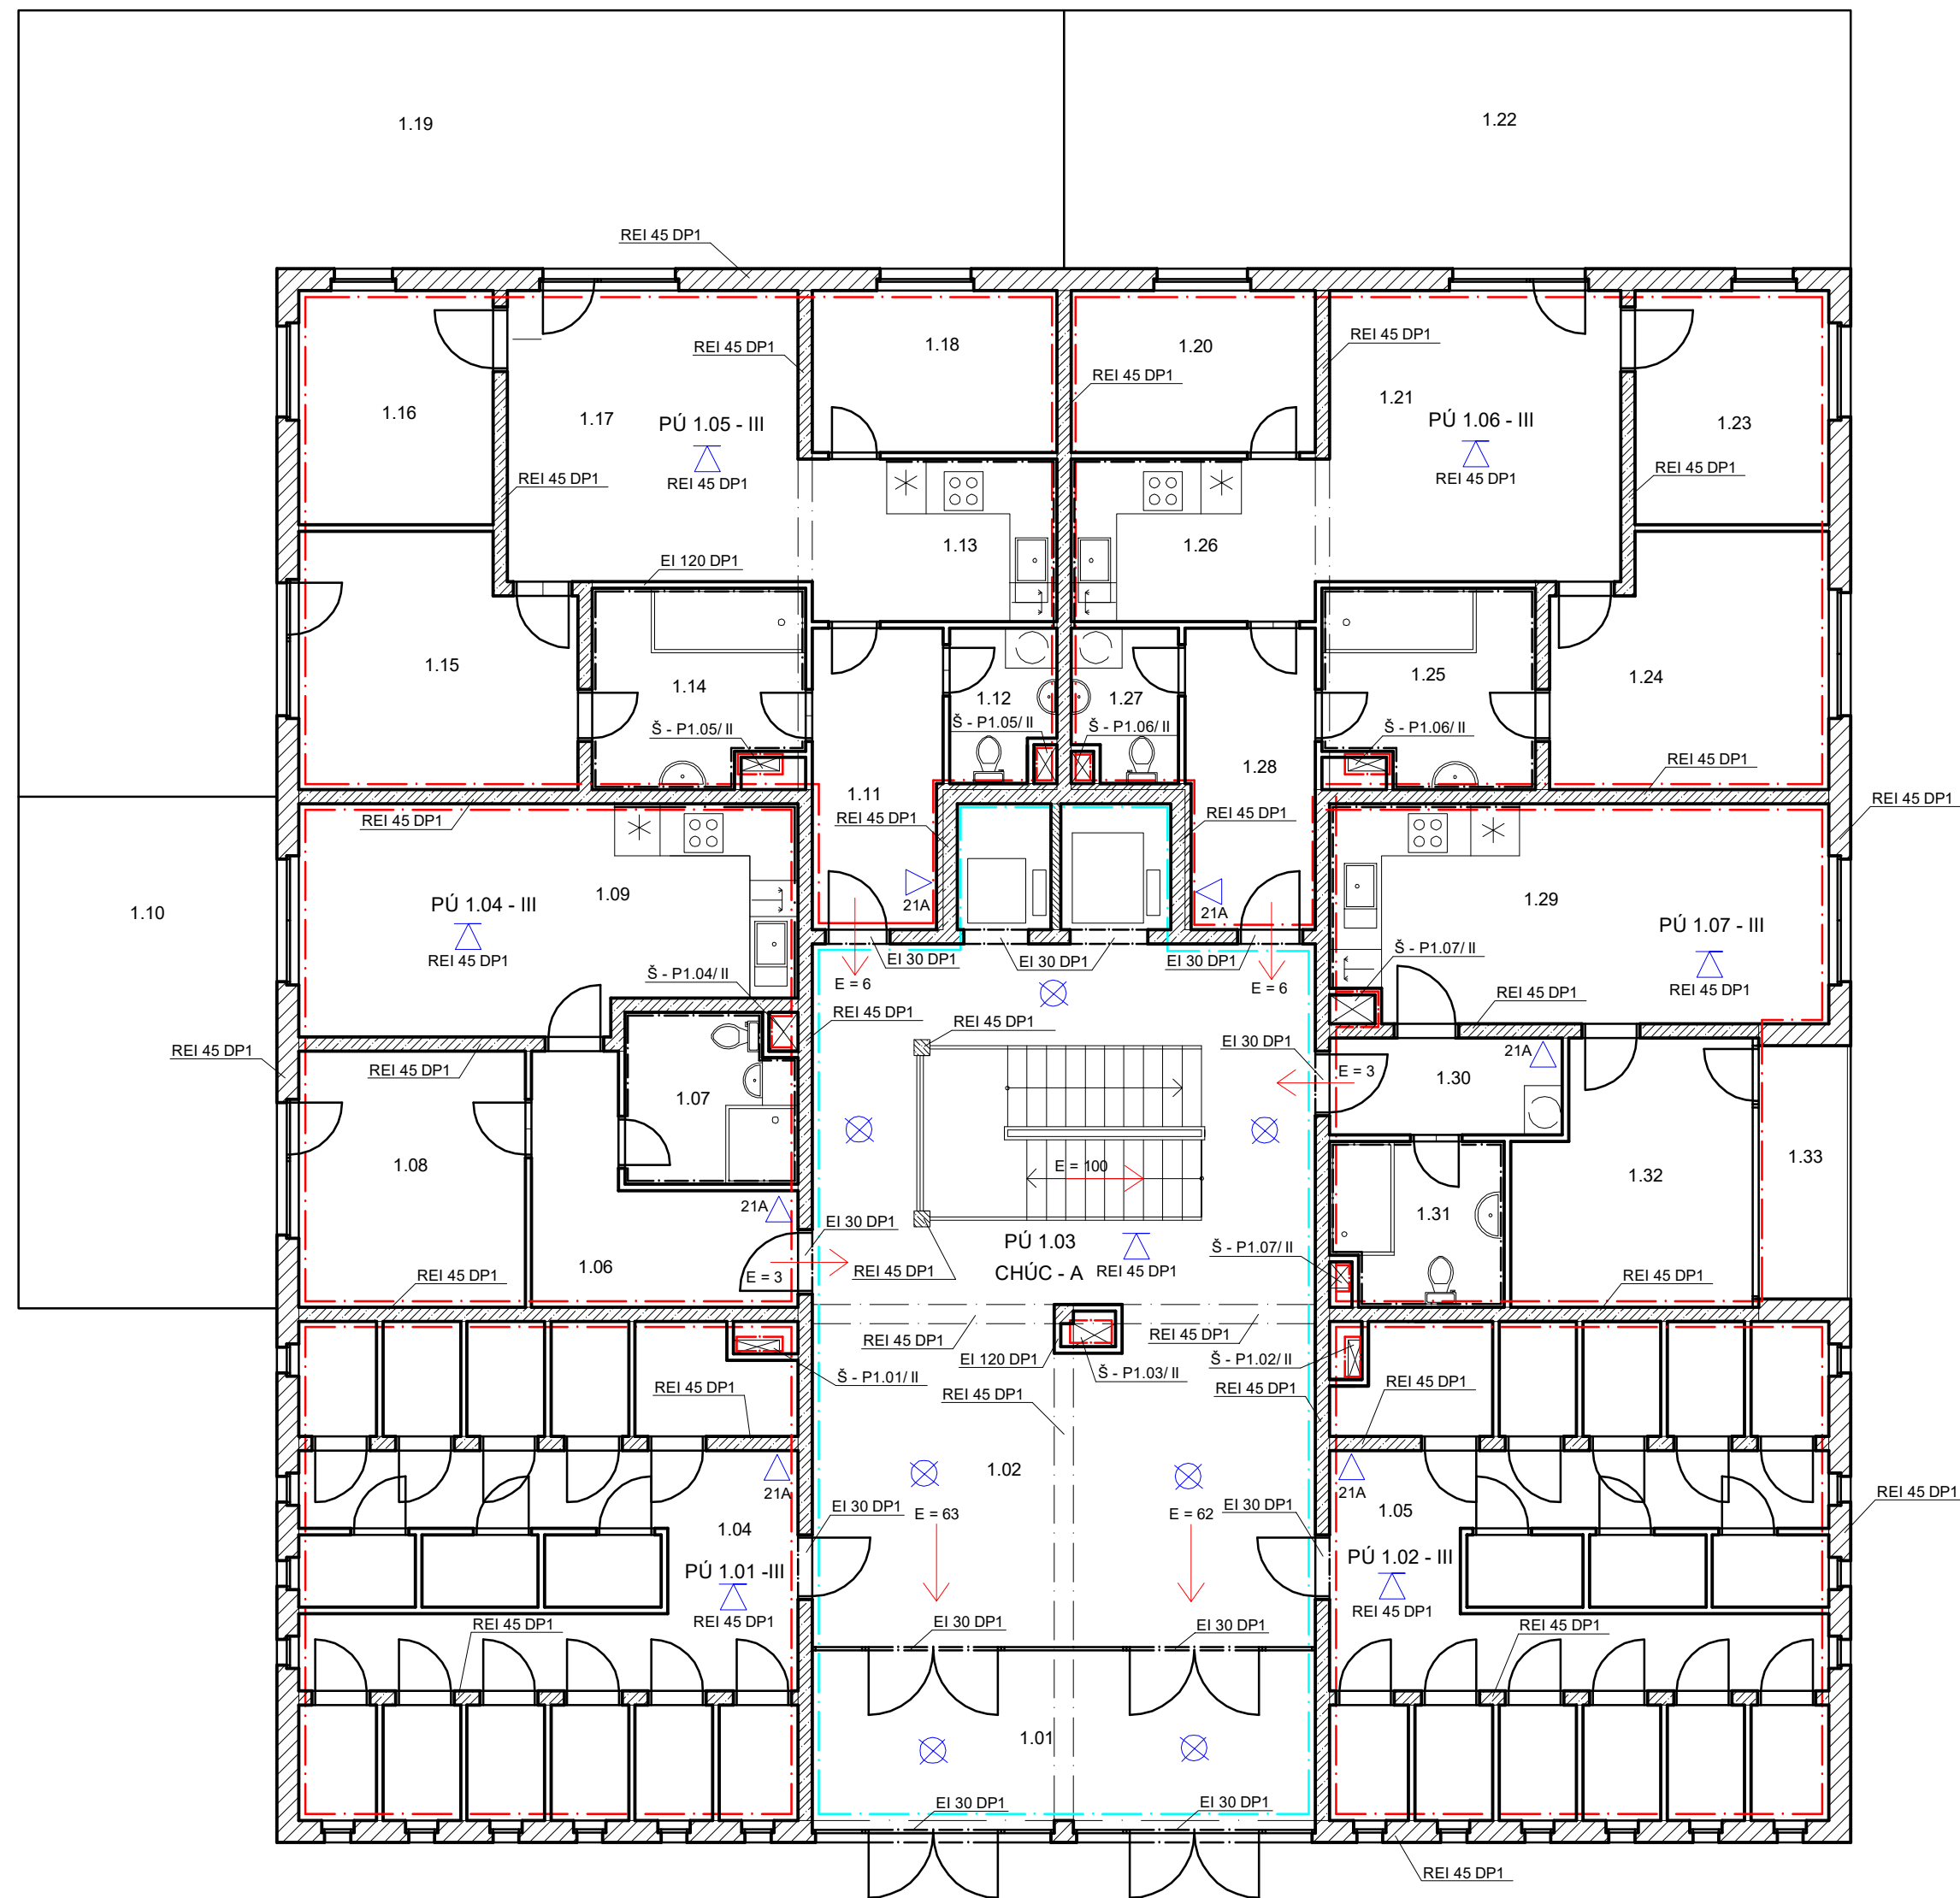 1.19
1.22
REI 45 DP1
REI 45 DP1
1.18
1.20
REI 45 DP1
REI 45 DP1
1.16
1.17
PÚ 1.05 - III
REI 45 DP1
REI 45 DP1
1.21
PÚ 1.06 - III
REI 45 DP1
1.23
REI 45 DP1
1.13
1.26
EI 120 DP1
1.15
1.14
Š - P1.05/ II
1.12
Š - P1.05/ II
1.27
Š - P1.06/ II
1.25
Š - P1.06/ II
1.24
REI 45 DP1
1.11
1.28
REI 45 DP1
REI 45 DP1
REI 45 DP1
REI 45 DP1
1.10
1.09
PÚ 1.04 - III
REI 45 DP1
Š - P1.04/ II
21A
21A
1.29
PÚ 1.07 - III
REI 45 DP1
Š - P1.07/ II
EI 30 DP1
EI 30 DP1
EI 30 DP1
E = 6
E = 6
REI 45 DP1
REI 45 DP1
REI 45 DP1
REI 45 DP1
REI 45 DP1
EI 30 DP1
E = 3
21A
1.30
1.07
1.08
21A
E = 100
1.31
1.32
1.33
EI 30 DP1
1.06
E = 3
REI 45 DP1
REI 45 DP1
PÚ 1.03
CHÚC - A
REI 45 DP1
Š - P1.07/ II
REI 45 DP1
REI 45 DP1
REI 45 DP1
EI 120 DP1
Š - P1.03/ II
Š - P1.02/ II
Š - P1.01/ II
REI 45 DP1
REI 45 DP1
REI 45 DP1
REI 45 DP1
1.02
21A
21A
1.04
1.05
EI 30 DP1
EI 30 DP1
E = 63
E = 62
REI 45 DP1
PÚ 1.01 -III
REI 45 DP1
PÚ 1.02 - III
REI 45 DP1
REI 45 DP1
REI 45 DP1
EI 30 DP1
EI 30 DP1
1.01
EI 30 DP1
EI 30 DP1
REI 45 DP1